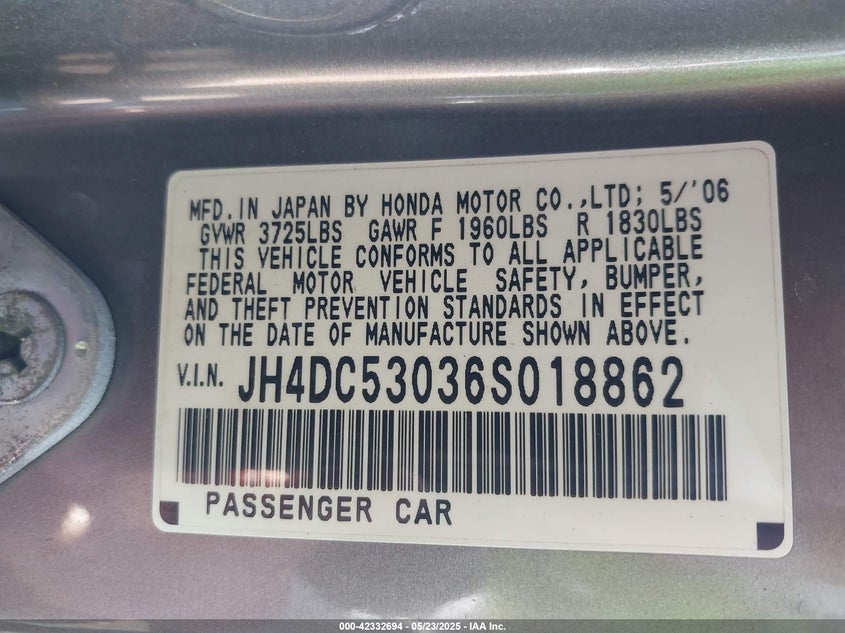 MFD. IN JAPAN BY HONDA MOTOR CO.,LTD; 5/'06
GVWR 3725LBS GAWR F 1960LBS R 1830LBS
THIS VEHICLE CONFORMS TO ALL APPLICABLE
FEDERAL MOTOR VEHICLE SAFETY, BUMPER,
AND THEFT PREVENTION STANDARDS IN EFFECT
ON THE DATE OF MANUFACTURE SHOWN ABOVE.
V.I.N. JH4DC53036S018862
PASSENGER CAR
000-42332694 - 05/23/2025 - IAA Inc.